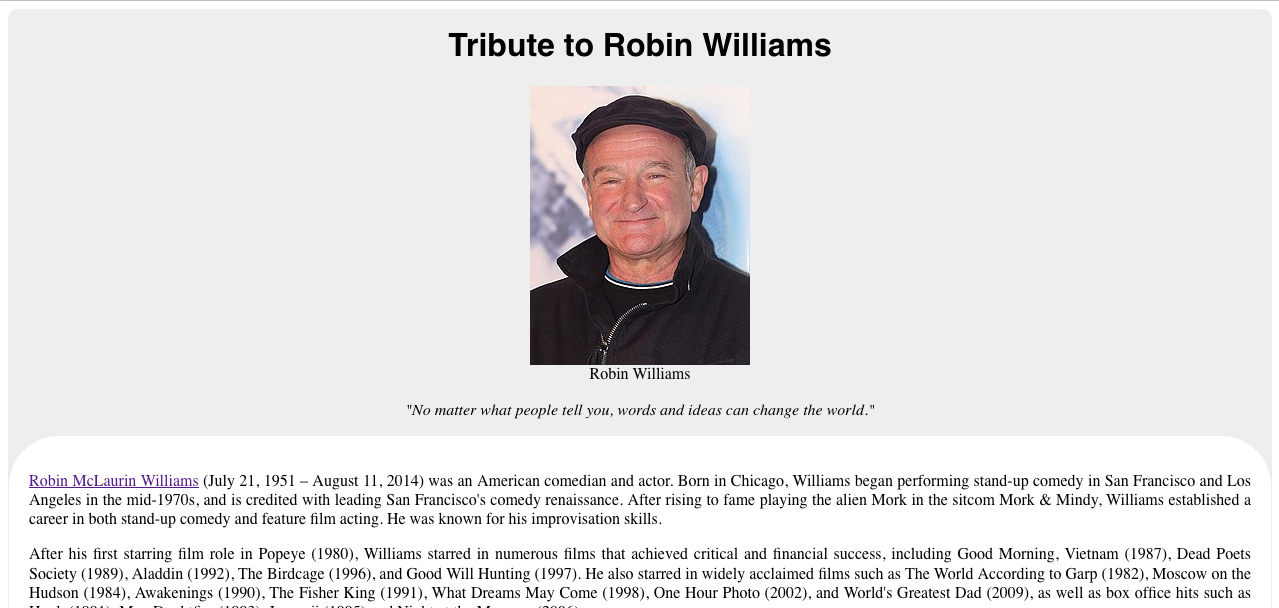 Tribute to Robin Williams
Robin Williams
"No matter what people tell you, words and ideas can change the world."
Robin McLaurin Williams (July 21, 1951 – August 11, 2014) was an American comedian and actor. Born in Chicago, Williams began performing stand-up comedy in San Francisco and Los
Angeles in the mid-1970s, and is credited with leading San Francisco's comedy renaissance. After rising to fame playing the alien Mork in the sitcom Mork & Mindy, Williams established a
career in both stand-up comedy and feature film acting. He was known for his improvisation skills.
After his first starring film role in Popeye (1980), Williams starred in numerous films that achieved critical and financial success, including Good Morning, Vietnam (1987), Dead Poets
Society (1989), Aladdin (1992), The Birdcage (1996), and Good Will Hunting (1997). He also starred in widely acclaimed films such as The World According to Garp (1982), Moscow on the
Hudson (1984), Awakenings (1990), The Fisher King (1991), What Dreams May Come (1998), One Hour Photo (2002), and World's Greatest Dad (2009), as well as box office hits such as